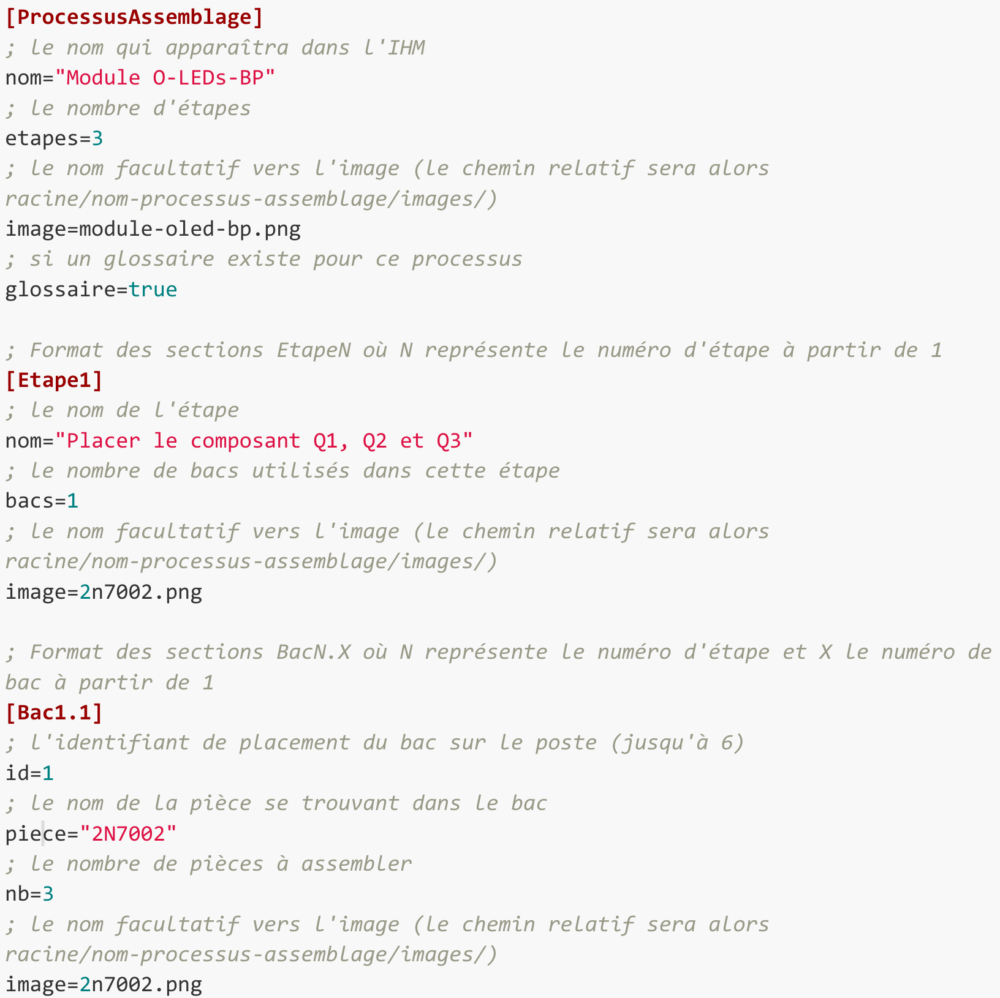 [ProcessusAssemblage]
; le nom qui apparaîtra dans l'IHM
nom="Module O-LEDs-BP"
; le nombre d'étapes
etapes=3
; le nom facultatif vers l'image (le chemin relatif sera alors
racine/nom-processus-assemblage/images/)
image=module-oled-bp.png
; si un glossaire existe pour ce processus
glossaire=true
; Format des sections EtapeN où N représente le numéro d'étape à partir de 1
[Etape1]
; le nom de l'étape
nom="Placer le composant Q1, Q2 et Q3"
; le nombre de bacs utilisés dans cette étape
bacs=1
; le nom facultatif vers l'image (le chemin relatif sera alors
racine/nom-processus-assemblage/images/)
image=2n7002.png
; Format des sections BacN.X où N représente le numéro d'étape et X le numéro de
bac à partir de 1
[Bac1.1]
; l'identifiant de placement du bac sur le poste (jusqu'à 6)
id=1
; le nom de la pièce se trouvant dans le bac
piece="2N7002"
; le nombre de pièces à assembler
nb=3
; le nom facultatif vers l'image (le chemin relatif sera alors
racine/nom-processus-assemblage/images/)
image=2n7002.png